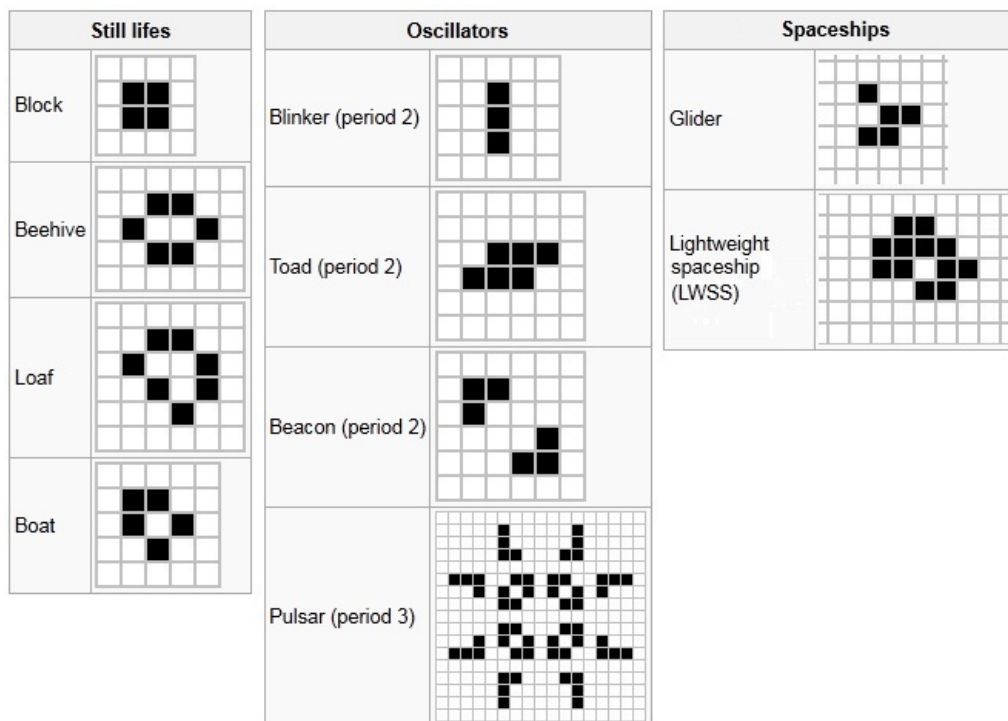 Still lifes
Block
Beehive
Loaf
Boat
Oscillators
Blinker (period 2)
Toad (period 2)
Beacon (period 2)
Pulsar (period 3)
Spaceships
Glider
Lightweight
spaceship
(LWSS)